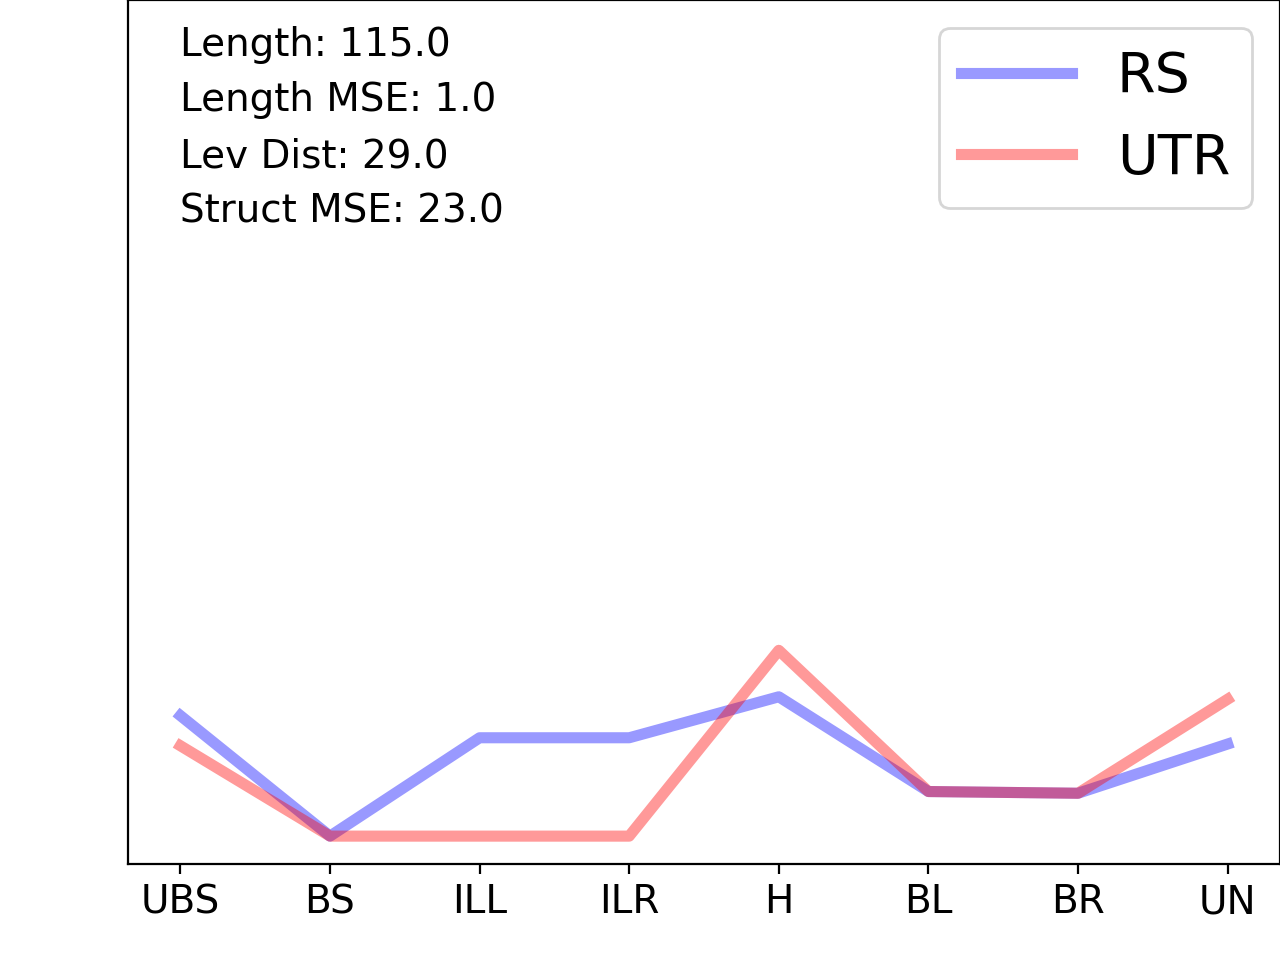 Length: 115.0
Length MSE: 1.0
Lev Dist: 29.0
Struct MSE: 23.0
RS
UTR
UBS BS ILL ILR H BL BR UN